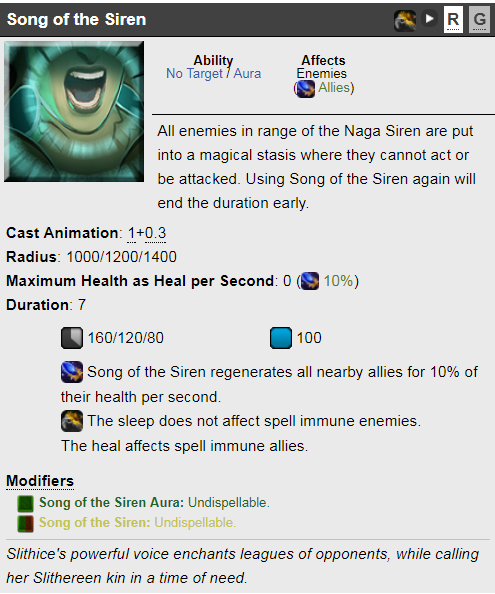 Song of the Siren R G
Ability Affects
No Target / Aura Enemies
( Allies)
All enemies in range of the Naga Siren are put
into a magical stasis where they cannot act or
be attacked. Using Song of the Siren again will
end the duration early.
Cast Animation: 1+0.3
Radius: 1000/1200/1400
Maximum Health as Heal per Second: 0 ( 10%)
Duration: 7
160/120/80 100
Song of the Siren regenerates all nearby allies for 10% of
their health per second.
The sleep does not affect spell immune enemies.
The heal affects spell immune allies.
Modifiers
Song of the Siren Aura: Undispellable.
Song of the Siren: Undispellable.
Slithice's powerful voice enchants leagues of opponents, while calling
her Slithereen kin in a time of need.